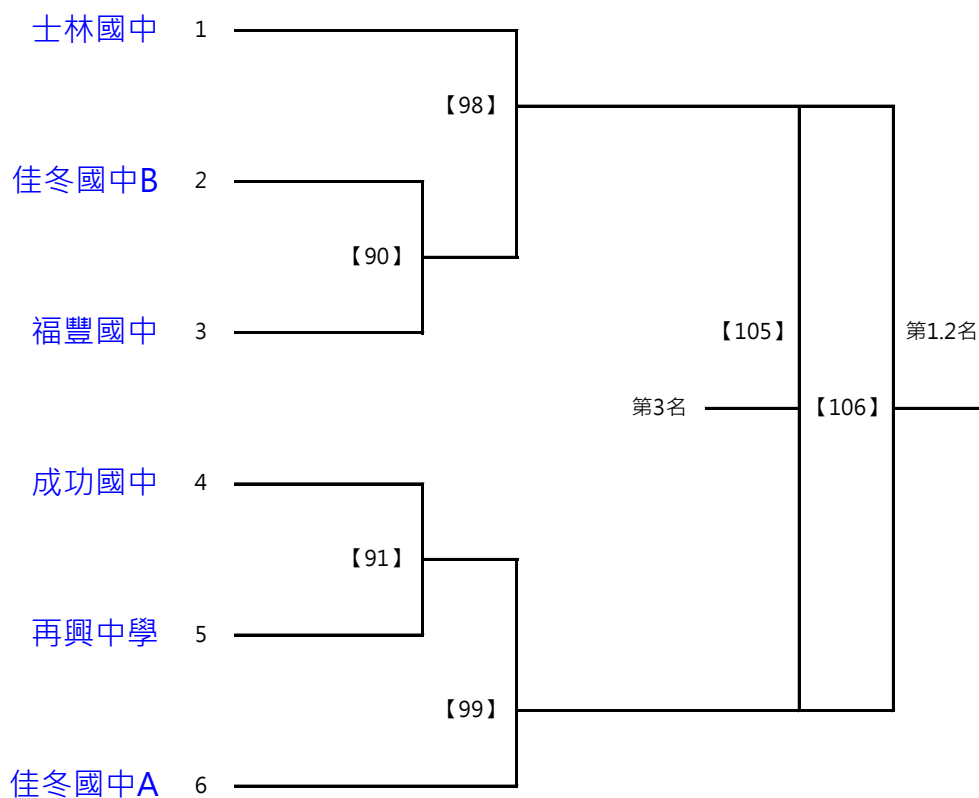 士林國中 1
【98】
佳冬國中B 2
【90】
福豐國中 3
【105】 第1.2名
第3名 【106】
成功國中 4
【91】
再興中學 5
【99】
佳冬國中A 6